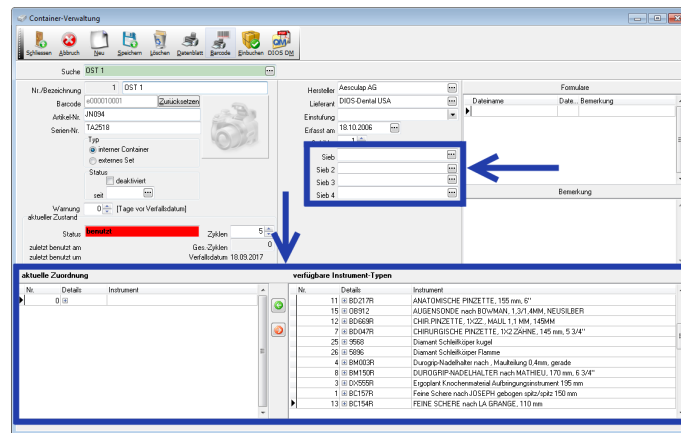 Container-Verwaltung
Schliessen Abbruch Neu Speichern Löschen Datenblatt Barcode Einbuchen DIOS DM
Suche OST 1
Nr./Bezeichnung 1 OST 1
Barcode e000010001 Zurücksetzen
Artikel-Nr. JN094
Serien-Nr. TA2518
Typ
interner Container
externes Set
Status
deaktiviert
seit
Warnung 0 [Tage vor Verfallsdatum]
aktueller Zustand
Status benutzt Zyklen 5
zuletzt benutzt am Ges.-Zyklen 0
zuletzt benutzt um Verfallsdatum 18.09.2017
Hersteller Aesculap AG
Lieferant DIOS-Dental USA
Einstufung
Erfasst am 18.10.2006
1
Sieb
Sieb 2
Sieb 3
Sieb 4
Formulare
Dateiname Date... Bemerkung
Bemerkung
aktuelle Zuordnung
Nr. Details Instrument
0
verfügbare Instrument-Typen
Nr. Details Instrument
11 BD217R ANATOMISCHE PINZETTE, 155 mm, 6"
15 OB912 AUGENSONDE nach BOWMAN, 1,3/1,4MM, NEUSILBER
12 BD669R CHIR.PINZETTE, 1X2Z., MAUL 1,1 MM, 145MM
7 BD047R CHIRURGISCHE PINZETTE, 1X2 ZÄHNE, 145 mm, 5 3/4"
25 9568 Diamant Schleifkörper kugel
26 5896 Diamant Schleifkörper Flamme
4 BM003R Durogrip-Nadelhalter nach , Maulteilung 0,4mm, gerade
8 BM150R DUROGRIP-NADELHALTER nach MATHIEU, 170 mm, 6 3/4"
3 DX555R Ergoplant Knochenmaterial Aufbringungsinstrument 195 mm
1 BC157R Feine Schere nach JOSEPH gebogen spitz/spitz 150 mm
13 BC154R FEINE SCHERE nach LA GRANGE, 110 mm